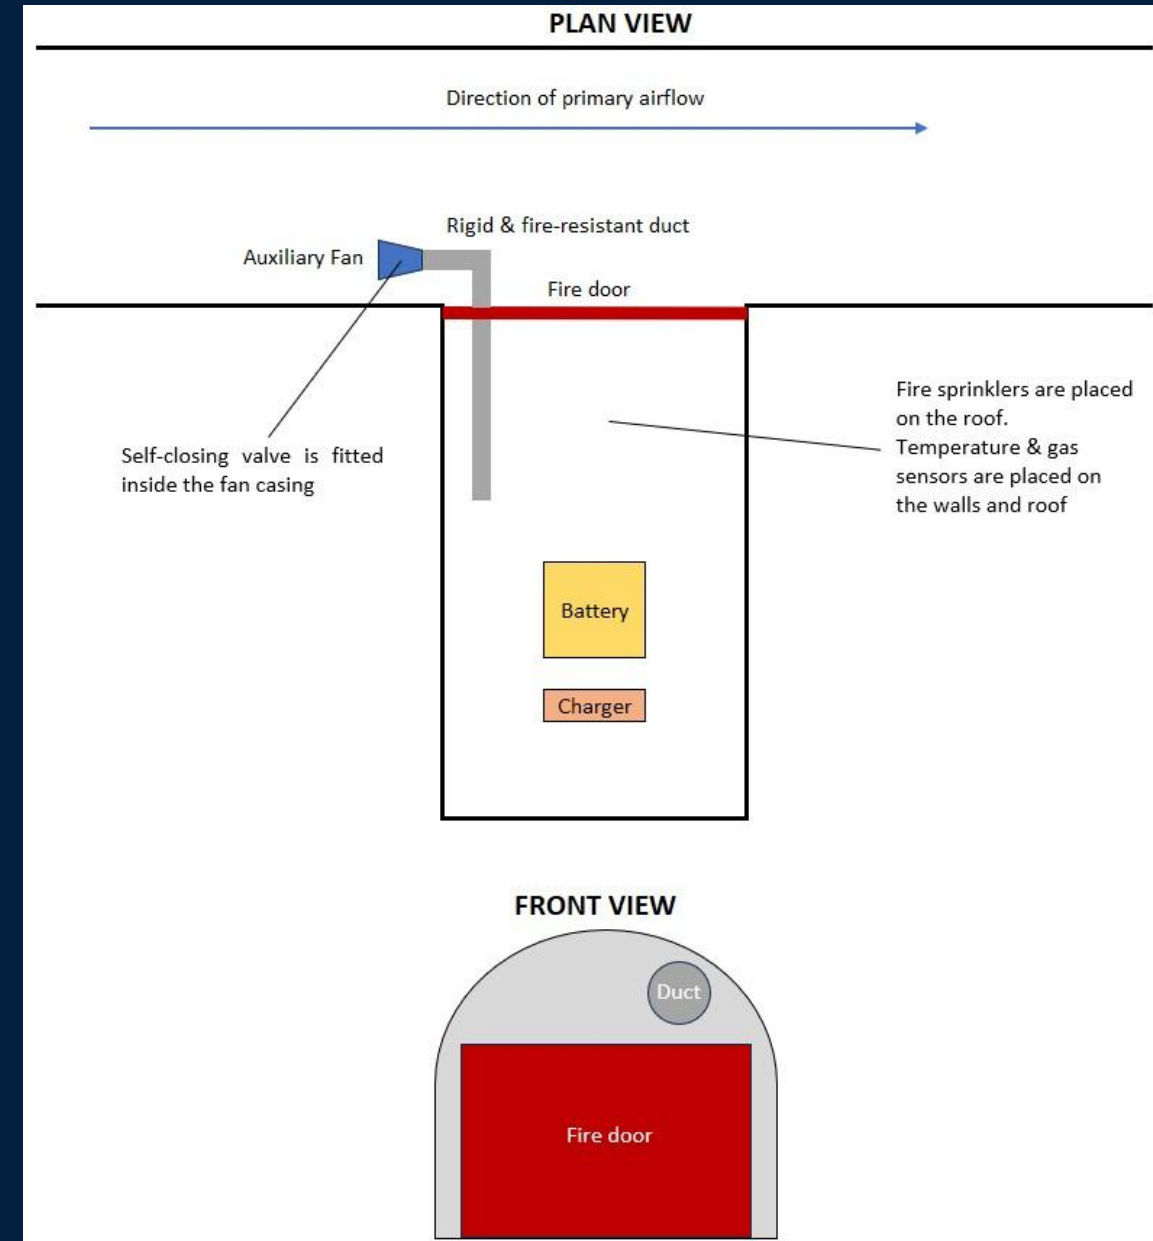 PLAN VIEW
Direction of primary airflow
Rigid & fire-resistant duct
Auxiliary Fan
Fire door
Fire sprinklers are placed
on the roof.
Temperature & gas
sensors are placed on
the walls and roof
Self-closing valve is fitted
inside the fan casing
Battery
Charger
FRONT VIEW
Duct
Fire door